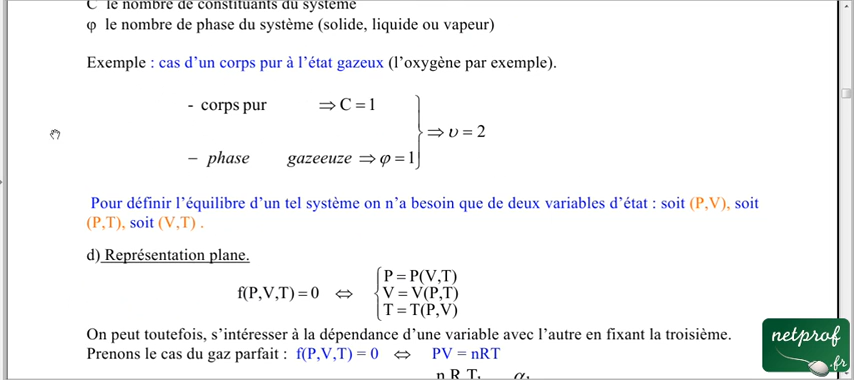 C le nombre de constituants du système
φ le nombre de phase du système (solide, liquide ou vapeur)
Exemple : cas d'un corps pur à l'état gazeux (l'oxygène par exemple).
- corps pur ⇒ C = 1
⇒ υ = 2
– phase gazeeuze ⇒ φ = 1
Pour définir l'équilibre d'un tel système on n'a besoin que de deux variables d'état : soit (P,V), soit
(P,T), soit (V,T) .
d) Représentation plane.
P = P(V,T)
f(P,V,T) = 0 ⇔ V = V(P,T)
T = T(P,V)
On peut toutefois, s'intéresser à la dépendance d'une variable avec l'autre en fixant la troisième.
Prenons le cas du gaz parfait : f(P,V,T) = 0 ⇔ PV = nRT
netprof
.fr